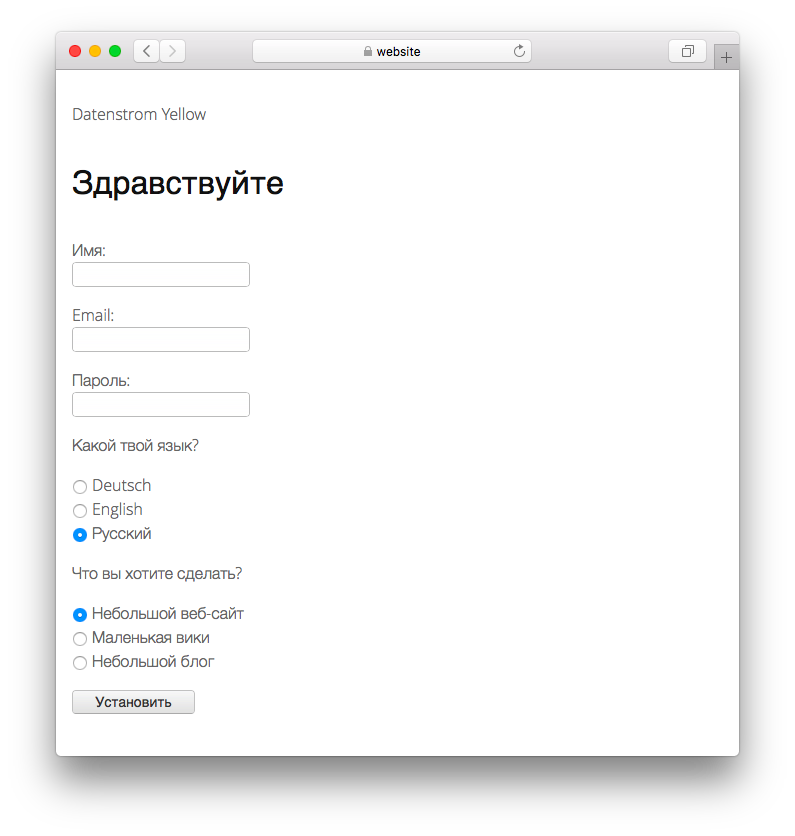 website
Datenstrom Yellow
Здравствуйте
Имя:
Email:
Пароль:
Какой твой язык?
Deutsch
English
Русский
Что вы хотите сделать?
Небольшой веб-сайт
Маленькая вики
Небольшой блог
Установить